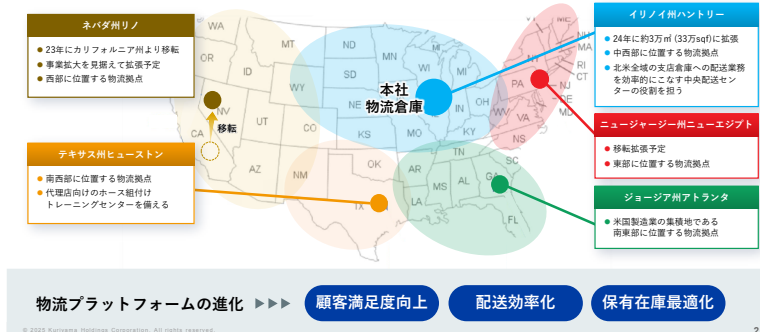 ネバダ州リノ
● 23年にカリフォルニア州より移転
● 事業拡大を見据えて拡張予定
● 西部に位置する物流拠点
イリノイ州ハントリー
● 24年に約3万㎡ (33万sqf)に拡張
● 中西部に位置する物流拠点
● 北米全域の支店倉庫への配送業務
を効率的にこなす中央配送セン
ターの役割を担う
ニュージャージー州ニューエジプト
● 移転拡張予定
● 東部に位置する物流拠点
テキサス州ヒューストン
● 南西部に位置する物流拠点
● 代理店向けのホース組付け
トレーニングセンターを備える
ジョージア州アトランタ
● 米国製造業の集積地である
南東部に位置する物流拠点
本社
物流倉庫
移転
WA
MT
ND
MN
OR
ID
SD
WI
MI
WY
NE
IN
OH
PA
NH
MA
RI
CT
NJ
DE
MD
NV
UT
CO
KS
MO
KY
WV
VA
CA
AZ
NM
OK
AR
TN
NC
SC
MS
AL
GA
TX
LA
FL
物流プラットフォームの進化 ▶▶▶ 顧客満足度向上 配送効率化 保有在庫最適化
© 2025 Kuriyama Holdings Corporation. All rights reserved.